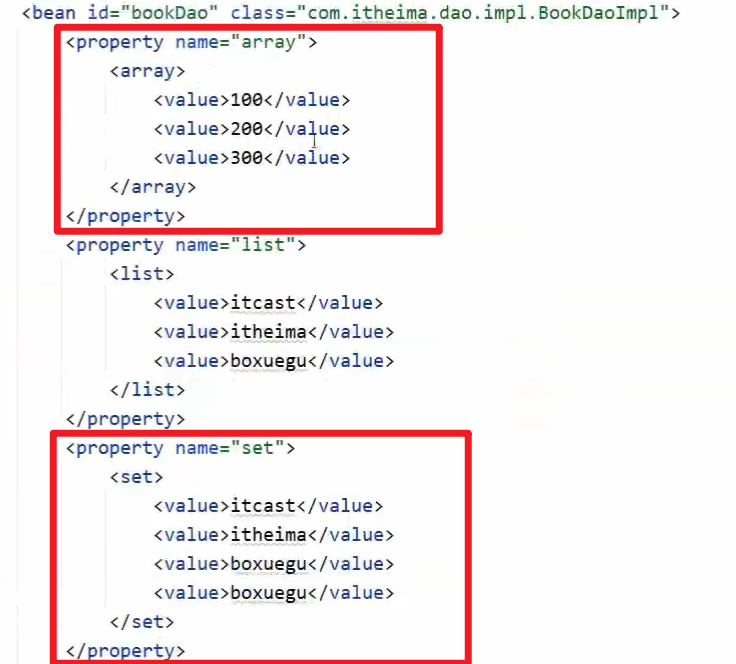 <bean id="bookDao" class="com.itheima.dao.impl.BookDaoImpl">
<property name="array">
<array>
<value>100</value>
<value>200</value>
<value>300</value>
</array>
</property>
<property name="list">
<list>
<value>itcast</value>
<value>itheima</value>
<value>boxuegu</value>
</list>
</property>
<property name="set">
<set>
<value>itcast</value>
<value>itheima</value>
<value>boxuegu</value>
<value>boxuegu</value>
</set>
</property>